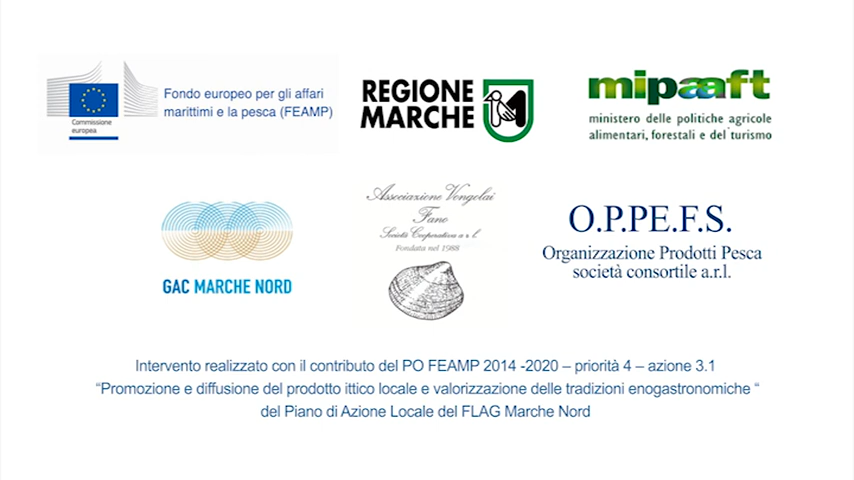 Commissione
europea
Fondo europeo per gli affari
marittimi e la pesca (FEAMP)
REGIONE
MARCHE
mipaaft
ministero delle politiche agricole
alimentari, forestali e del turismo
GAC MARCHE NORD
Associazione Vongolai
Fano
Società Cooperativa a r. l.
Fondata nel 1988
O.P.PE.F.S.
Organizzazione Prodotti Pesca
società consortile a.r.l.
Intervento realizzato con il contributo del PO FEAMP 2014 -2020 – priorità 4 – azione 3.1
“Promozione e diffusione del prodotto ittico locale e valorizzazione delle tradizioni enogastronomiche “
del Piano di Azione Locale del FLAG Marche Nord